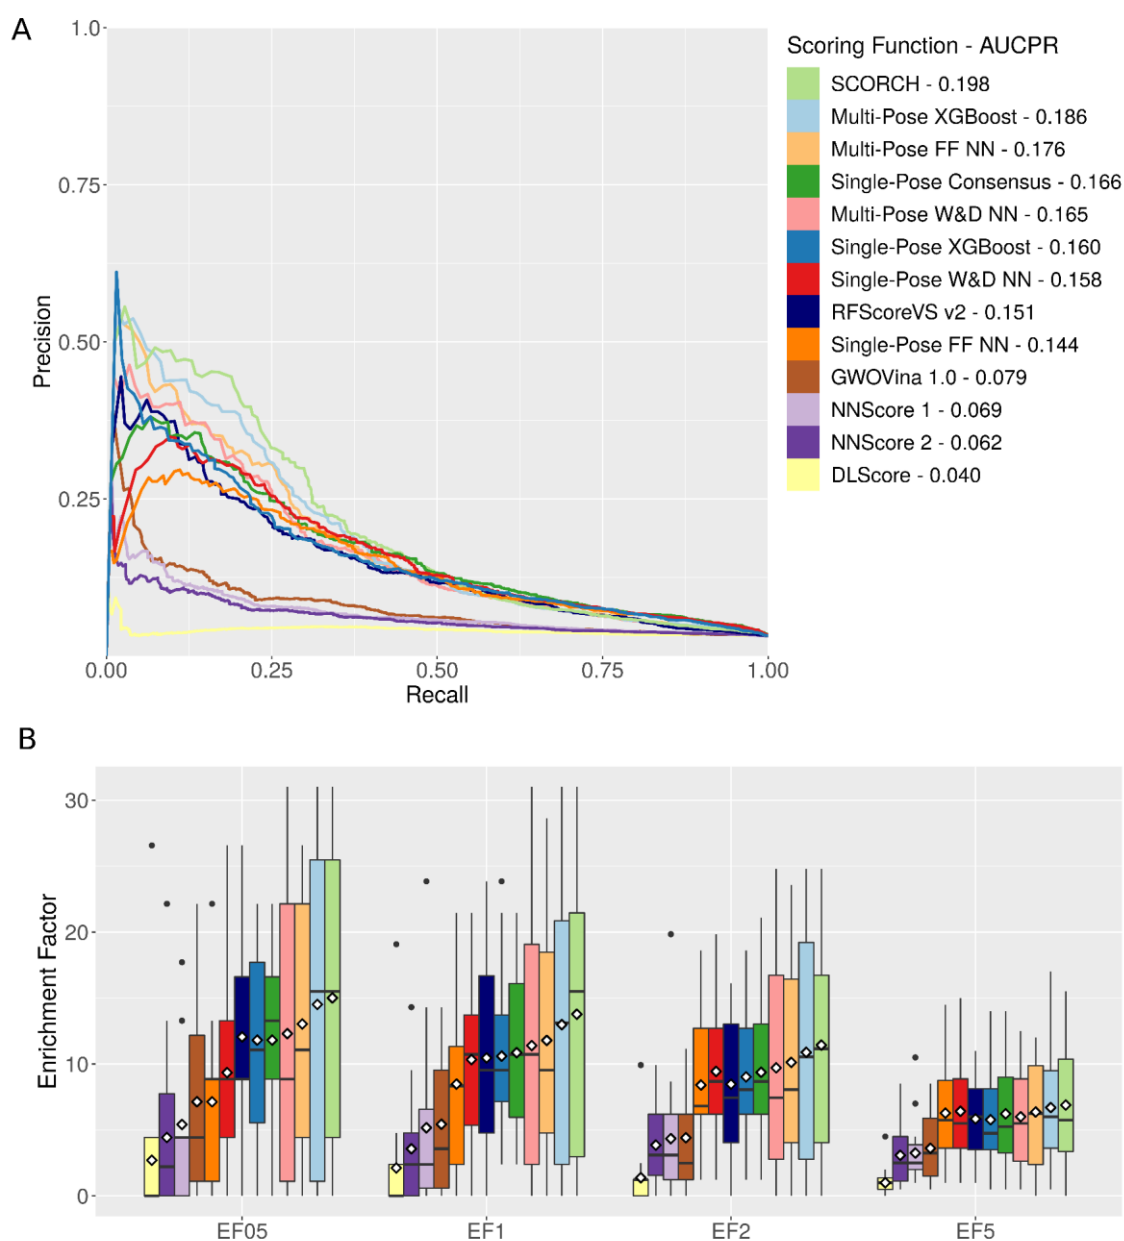 A
Scoring Function - AUCPR
SCORCH - 0.198
Multi-Pose XGBoost - 0.186
Multi-Pose FF NN - 0.176
Single-Pose Consensus - 0.166
Multi-Pose W&D NN - 0.165
Single-Pose XGBoost - 0.160
Single-Pose W&D NN - 0.158
RFScoreVS v2 - 0.151
Single-Pose FF NN - 0.144
GWOVina 1.0 - 0.079
NNScore 1 - 0.069
NNScore 2 - 0.062
DLScore - 0.040
Precision
1.0
0.75
0.50
0.25
0.00 0.25 0.50 0.75 1.00
Recall
B
Enrichment Factor
30
20
10
0
EF05 EF1 EF2 EF5